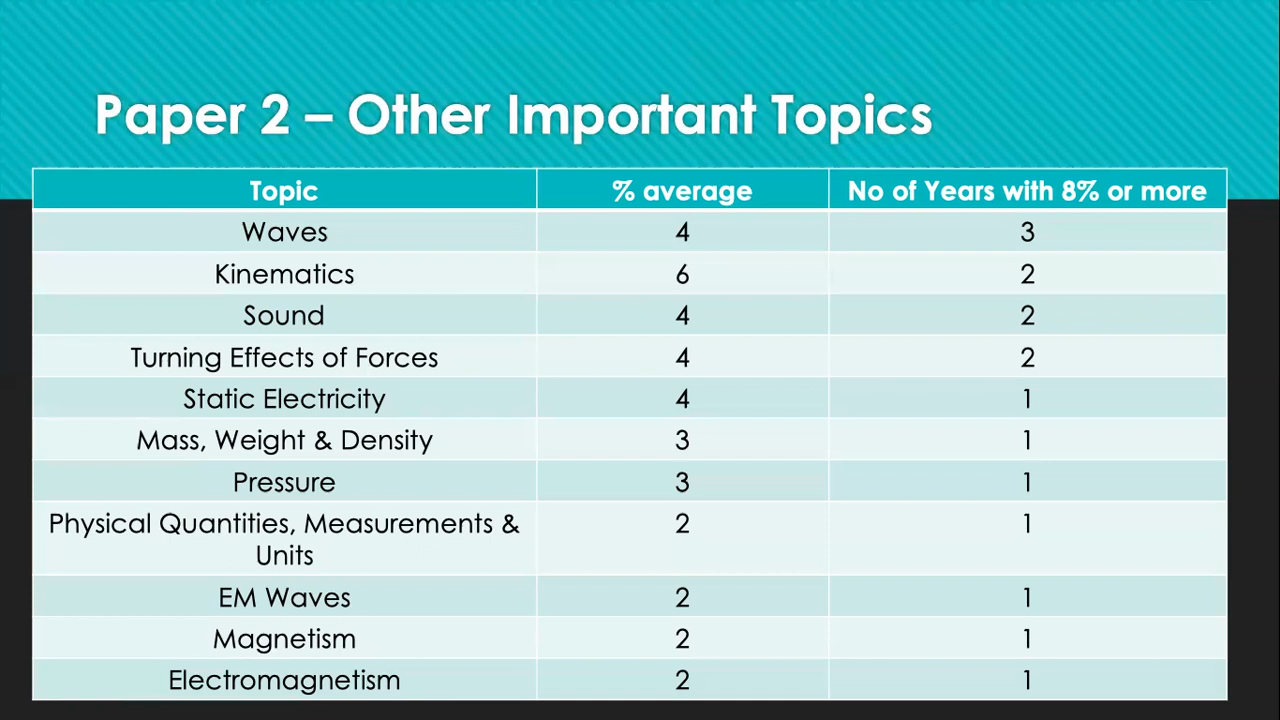 Paper 2 – Other Important Topics
Topic % average No of Years with 8% or more
Waves 4 3
Kinematics 6 2
Sound 4 2
Turning Effects of Forces 4 2
Static Electricity 4 1
Mass, Weight & Density 3 1
Pressure 3 1
Physical Quantities, Measurements & 2 1
Units
EM Waves 2 1
Magnetism 2 1
Electromagnetism 2 1